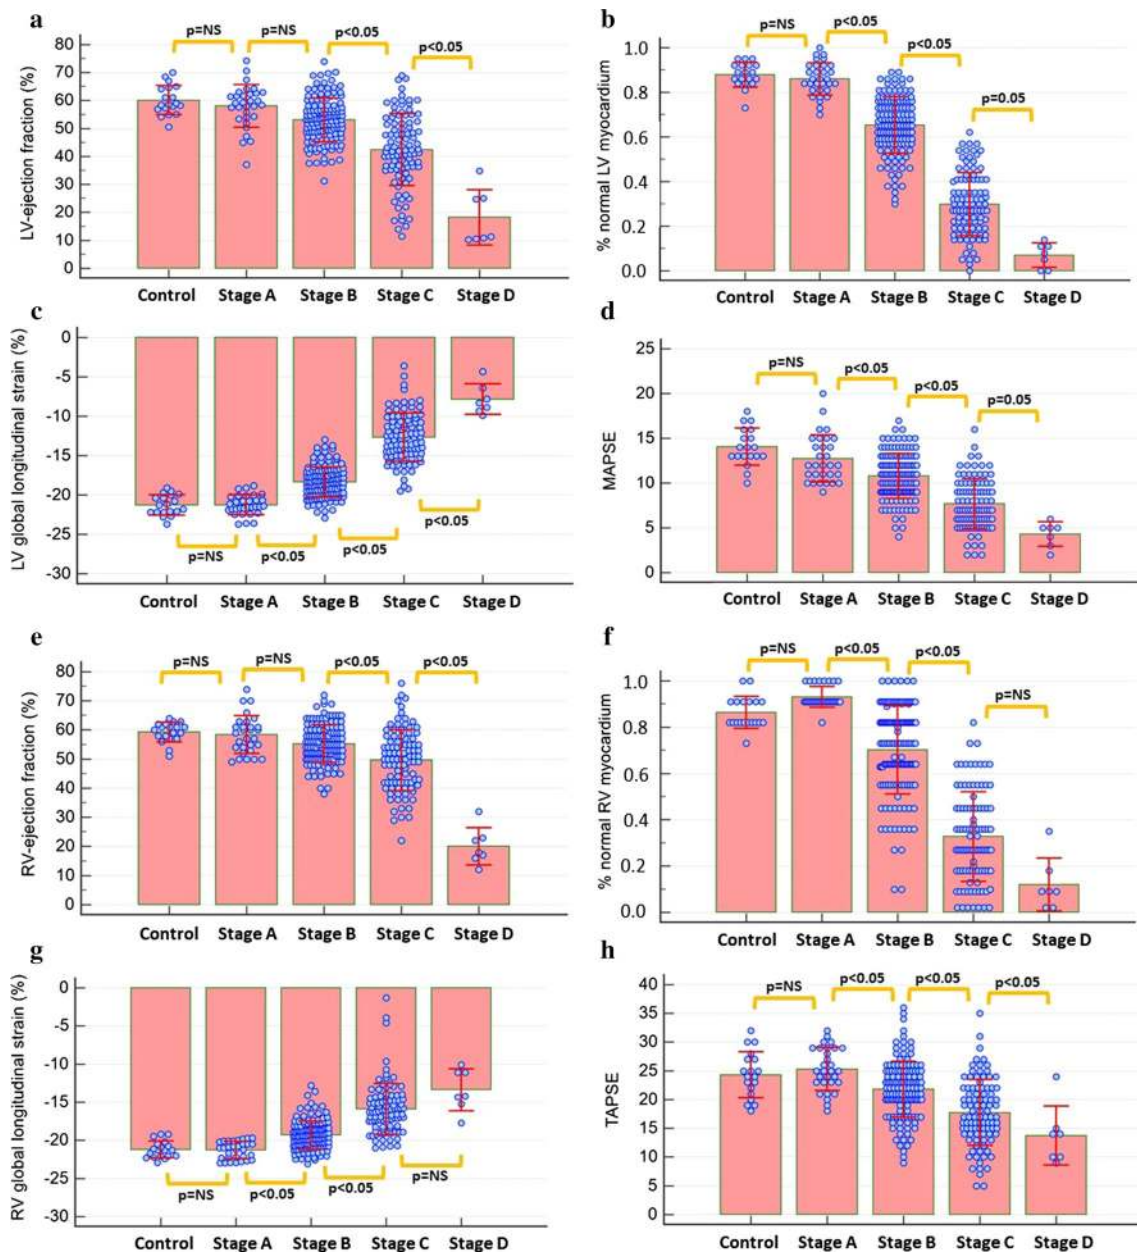 a
p=NS p=NS p<0.05 p<0.05
LV-ejection fraction (%)
80
70
60
50
40
30
20
10
0
Control Stage A Stage B Stage C Stage D
b
p=NS p<0.05 p<0.05 p=0.05
% normal LV myocardium
1.0
0.8
0.6
0.4
0.2
0.0
Control Stage A Stage B Stage C Stage D
c
LV global longitudinal strain (%)
0
-5
-10
-15
-20
-25
-30
p=NS p<0.05 p<0.05 p<0.05
Control Stage A Stage B Stage C Stage D
d
p=NS p<0.05 p<0.05 p=0.05
MAPSE
25
20
15
10
5
0
Control Stage A Stage B Stage C Stage D
e
p=NS p=NS p<0.05 p<0.05
RV-ejection fraction (%)
80
70
60
50
40
30
20
10
0
Control Stage A Stage B Stage C Stage D
f
p=NS p<0.05 p<0.05 p=NS
% normal RV myocardium
1.0
0.8
0.6
0.4
0.2
0.0
Control Stage A Stage B Stage C Stage D
g
RV global longitudinal strain (%)
0
-5
-10
-15
-20
-25
-30
p=NS p<0.05 p<0.05 p=NS
Control Stage A Stage B Stage C Stage D
h
p=NS p<0.05 p<0.05 p<0.05
TAPSE
40
35
30
25
20
15
10
5
0
Control Stage A Stage B Stage C Stage D